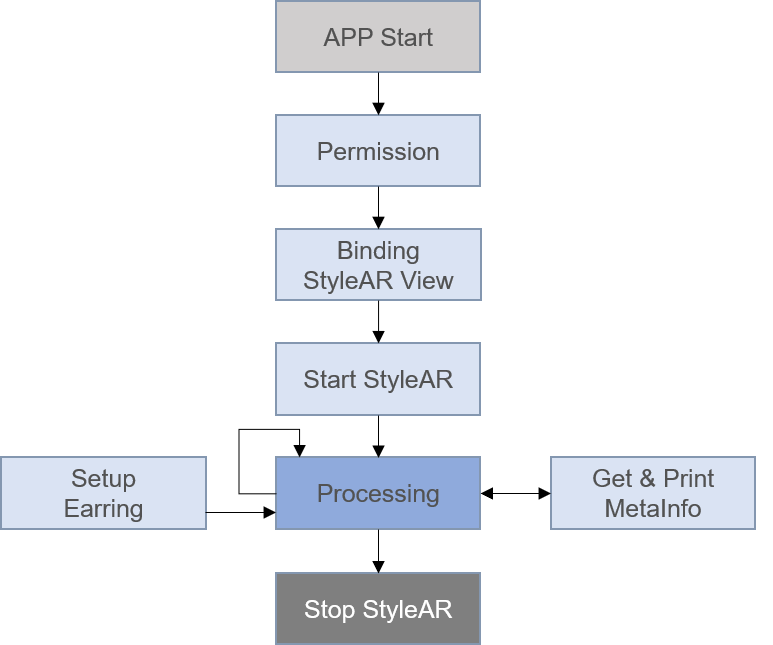 APP Start
Permission
Binding
StyleAR View
Start StyleAR
Setup
Earring
Processing
Get & Print
MetaInfo
Stop StyleAR